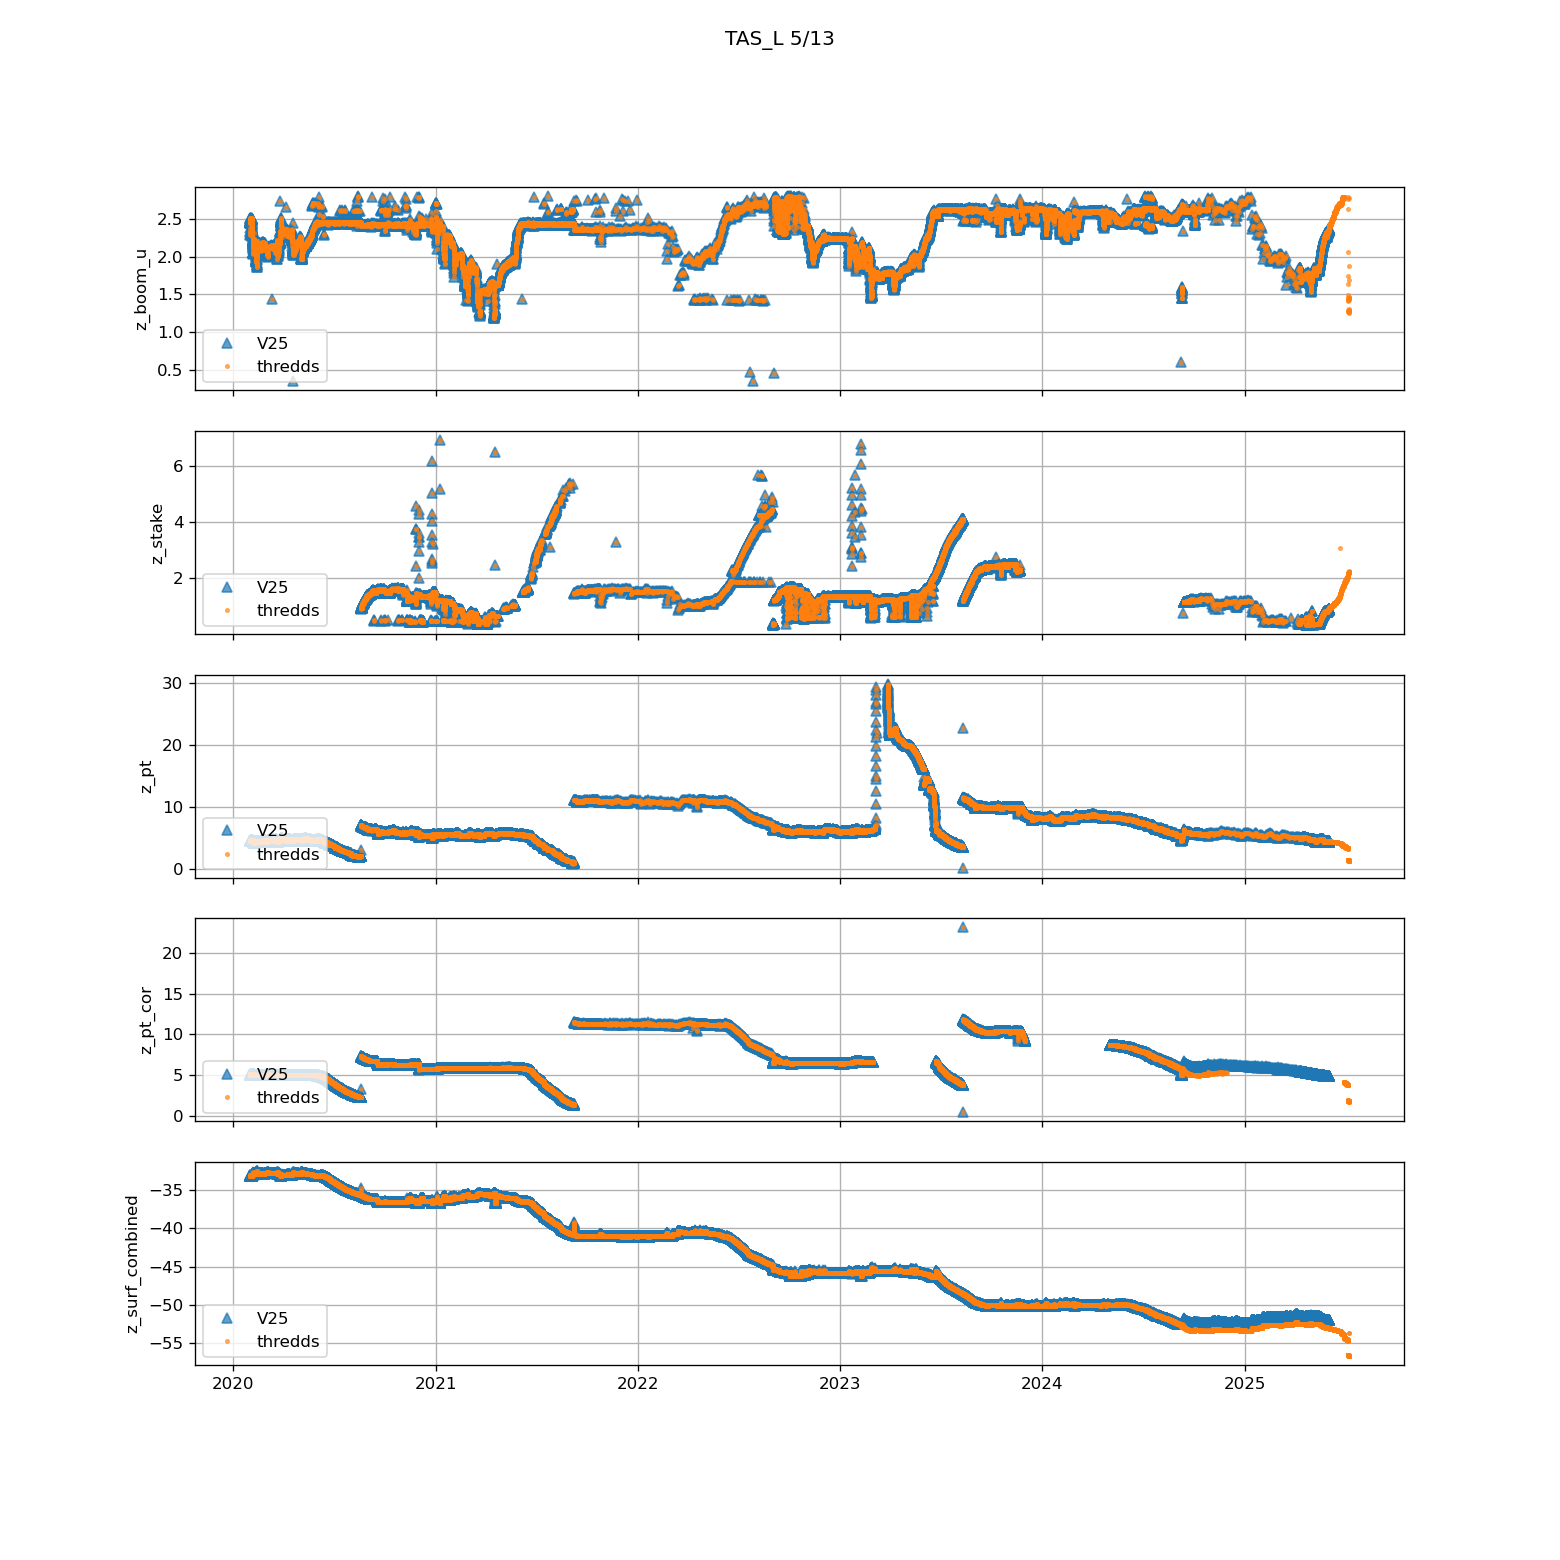 TAS_L 5/13
z_boom_u
2.5
2.0
1.5
1.0
0.5
V25
thredds
z_stake
6
4
2
V25
thredds
z_pt
30
20
10
0
V25
thredds
z_pt_cor
20
15
10
5
0
V25
thredds
z_surf_combined
−35
−40
−45
−50
−55
V25
thredds
2020 2021 2022 2023 2024 2025